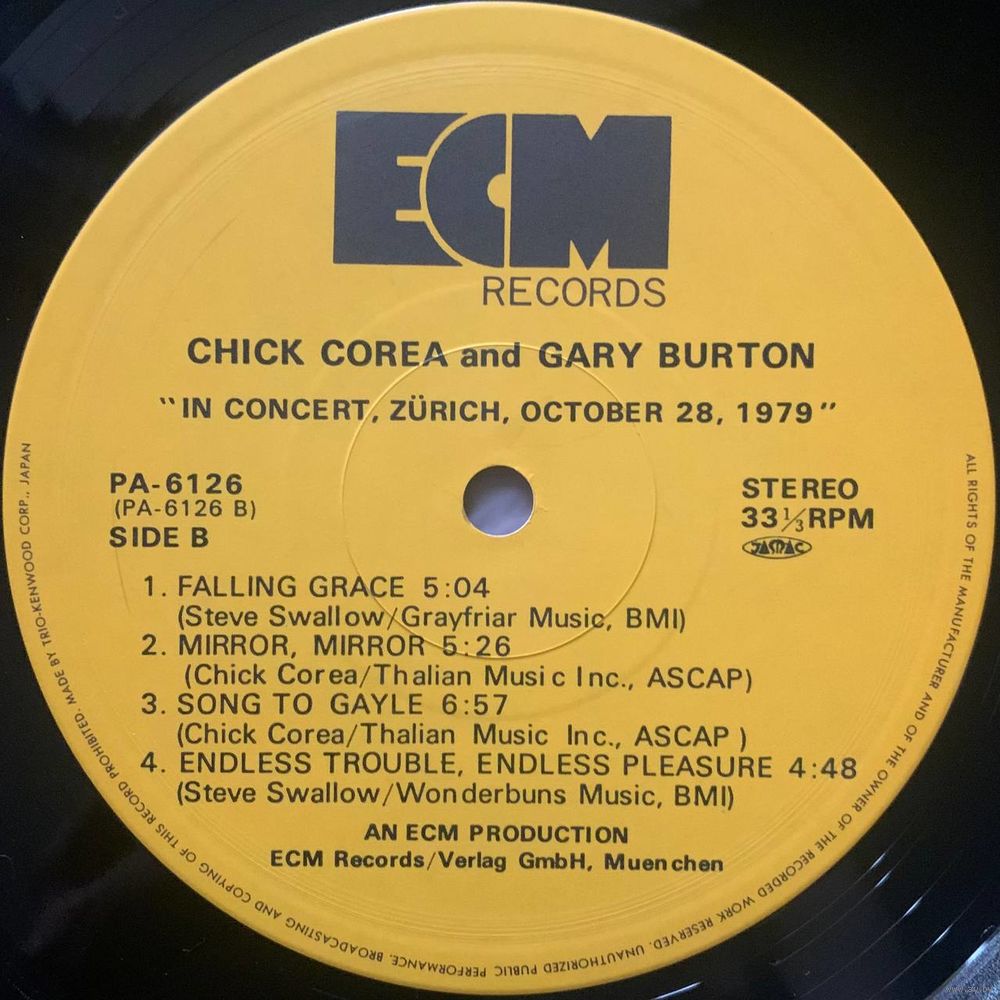 ECM
RECORDS
CHICK COREA and GARY BURTON
"IN CONCERT, ZÜRICH, OCTOBER 28, 1979"
PA-6126
(PA-6126 B)
SIDE B
STEREO
33 1/3 RPM
JASRAC
1. FALLING GRACE 5:04
(Steve Swallow/Grayfriar Music, BMI)
2. MIRROR, MIRROR 5:26
(Chick Corea/Thalian Music Inc., ASCAP)
3. SONG TO GAYLE 6:57
(Chick Corea/Thalian Music Inc., ASCAP)
4. ENDLESS TROUBLE, ENDLESS PLEASURE 4:48
(Steve Swallow/Wonderbuns Music, BMI)
AN ECM PRODUCTION
ECM Records/Verlag GmbH, Muenchen
ALL RIGHTS OF THE MANUFACTURER AND OF THE OWNER OF THE RECORDED WORK RESERVED. UNAUTHORIZED PUBLIC PERFORMANCE, BROADCASTING AND COPYING OF THIS RECORD PROHIBITED. MADE BY TRIO-KENWOOD CORP., JAPAN